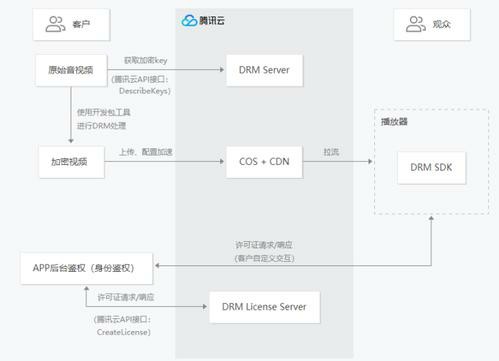 客户
腾讯云
观众
原始音视频
获取加密key
(腾讯云API接口:
DescribeKeys)
DRM Server
使用开发包工具
进行DRM处理
播放器
加密视频
上传、配置加速
COS + CDN
拉流
DRM SDK
许可证请求/响应
(客户自定义交互)
APP后台鉴权（身份鉴权）
许可证请求/响应
(腾讯云API接口:
CreateLicense)
DRM License Server